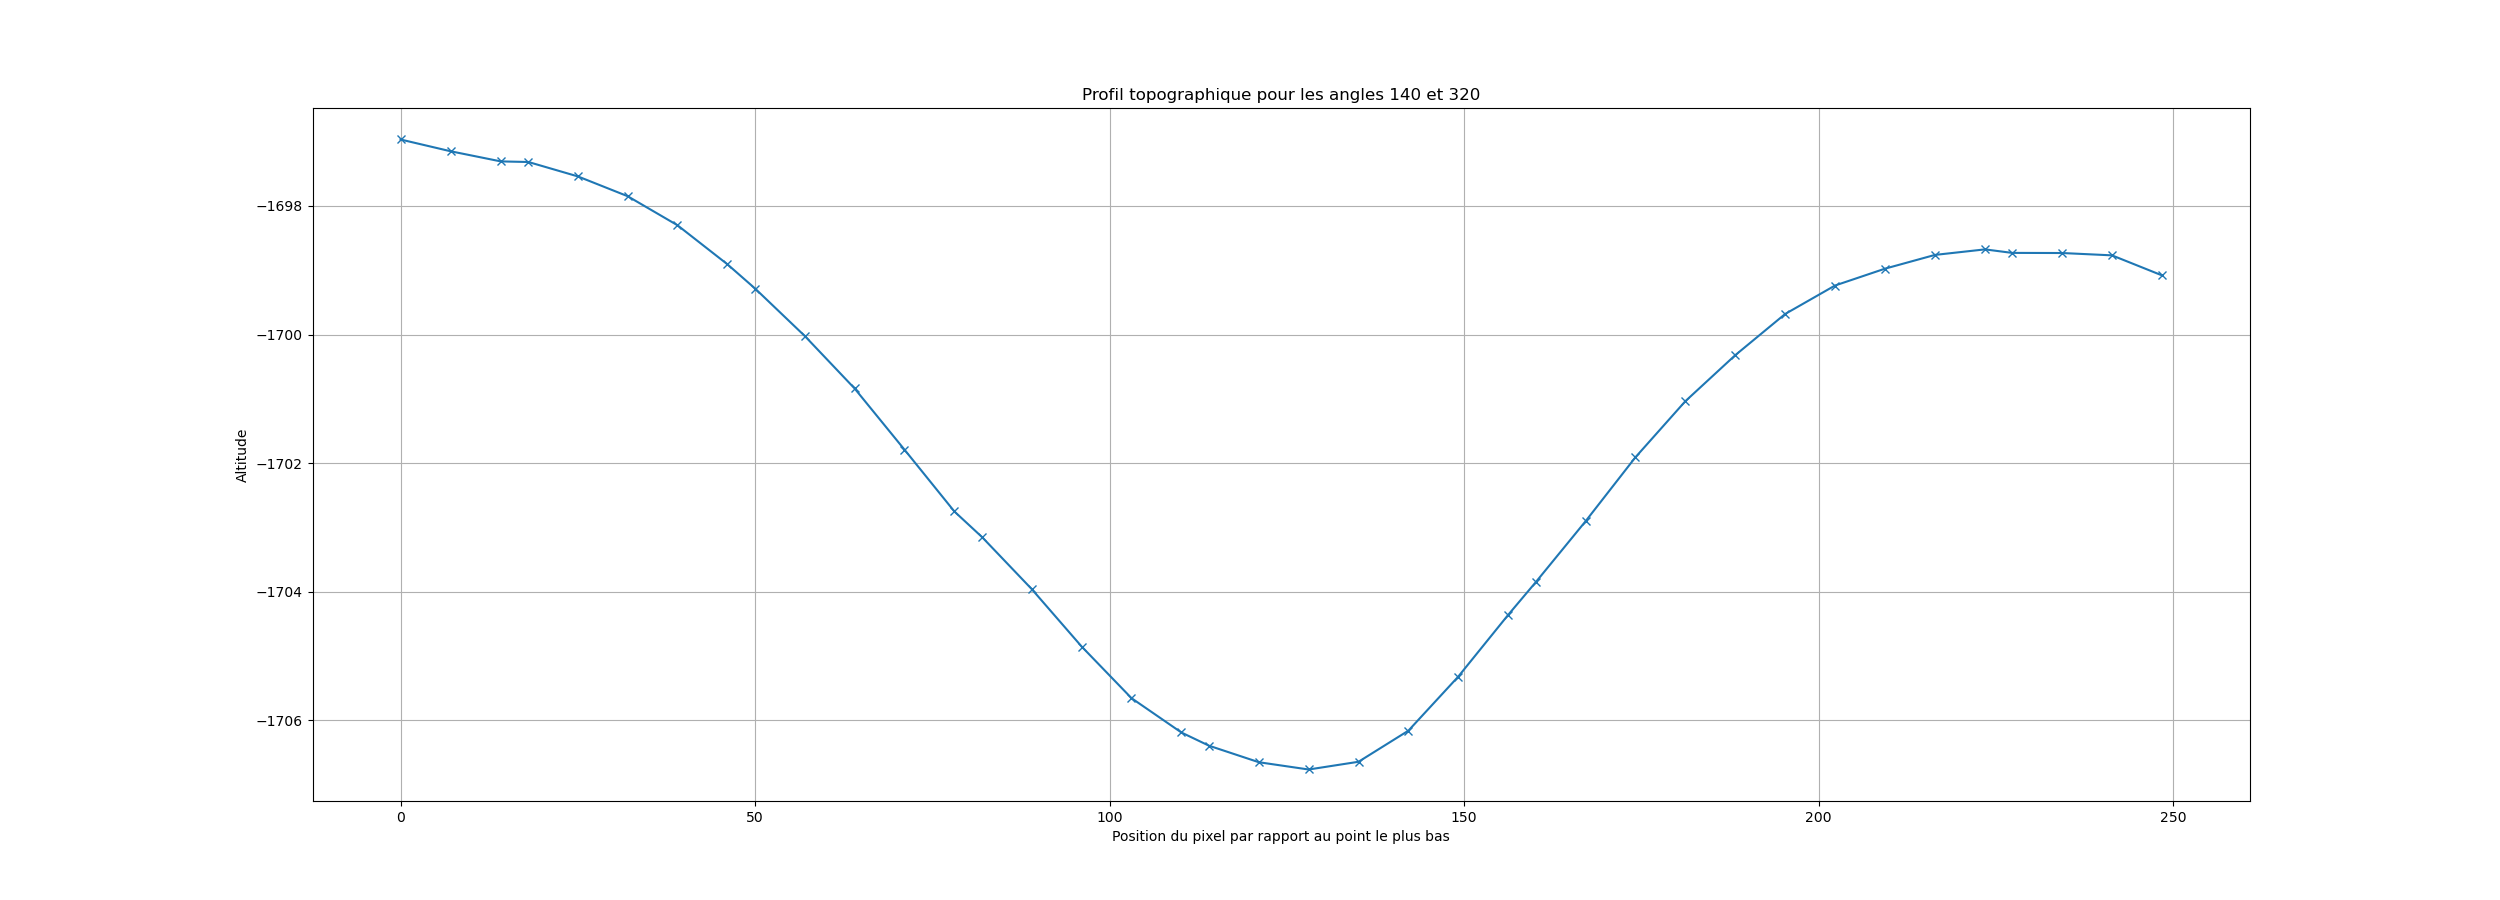 Profil topographique pour les angles 140 et 320
Altitude
−1698
−1700
−1702
−1704
−1706
0 50 100 150 200 250
Position du pixel par rapport au point le plus bas